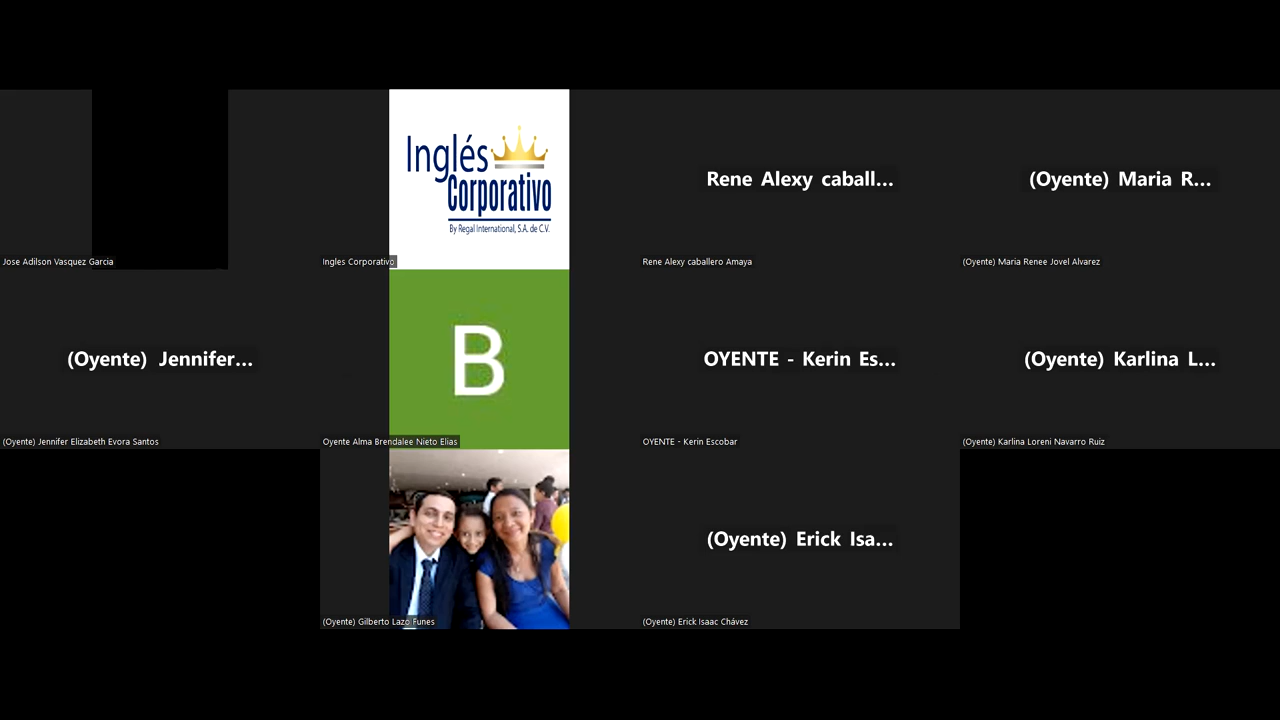 Inglés
Corporativo
By Regal International, S.A. de C.V.
Rene Alexy caball...
(Oyente) Maria R...
Jose Adilson Vasquez Garcia
Ingles Corporativo
Rene Alexy caballero Amaya
(Oyente) Maria Renee Jovel Alvarez
(Oyente) Jennifer...
B
OYENTE - Kerin Es...
(Oyente) Karlina L...
(Oyente) Jennifer Elizabeth Evora Santos
Oyente Alma Brendalee Nieto Elias
OYENTE - Kerin Escobar
(Oyente) Karlina Loreni Navarro Ruiz
(Oyente) Erick Isa...
(Oyente) Gilberto Lazo Funes
(Oyente) Erick Isaac Chávez